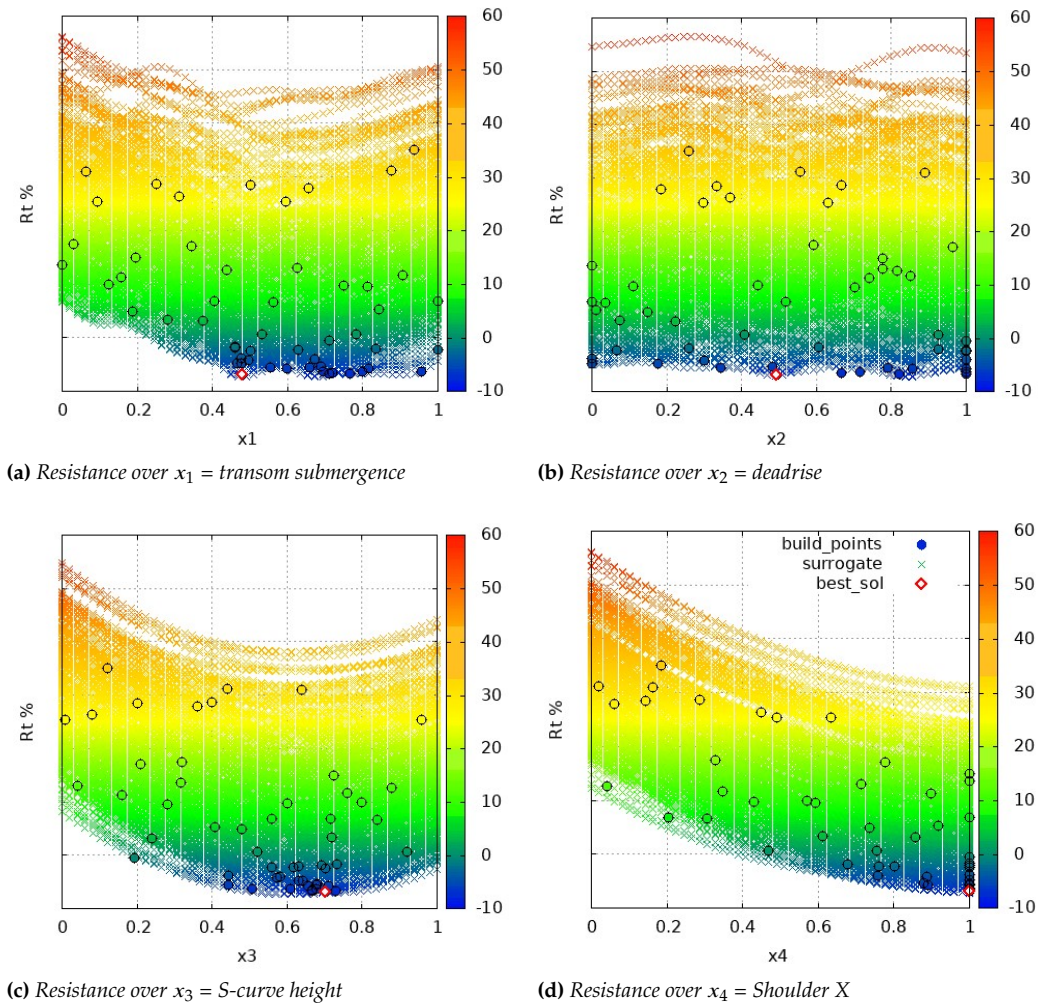 60
50
40
30
20
10
0
-10
Rt %
0 0.2 0.4 0.6 0.8 1
x1
(a) Resistance over x₁ = transom submergence
60
50
40
30
20
10
0
-10
Rt %
0 0.2 0.4 0.6 0.8 1
x2
(b) Resistance over x₂ = deadrise
60
50
40
30
20
10
0
-10
Rt %
0 0.2 0.4 0.6 0.8 1
x3
(c) Resistance over x₃ = S-curve height
build_points
surrogate
best_sol
60
50
40
30
20
10
0
-10
Rt %
0 0.2 0.4 0.6 0.8 1
x4
(d) Resistance over x₄ = Shoulder X